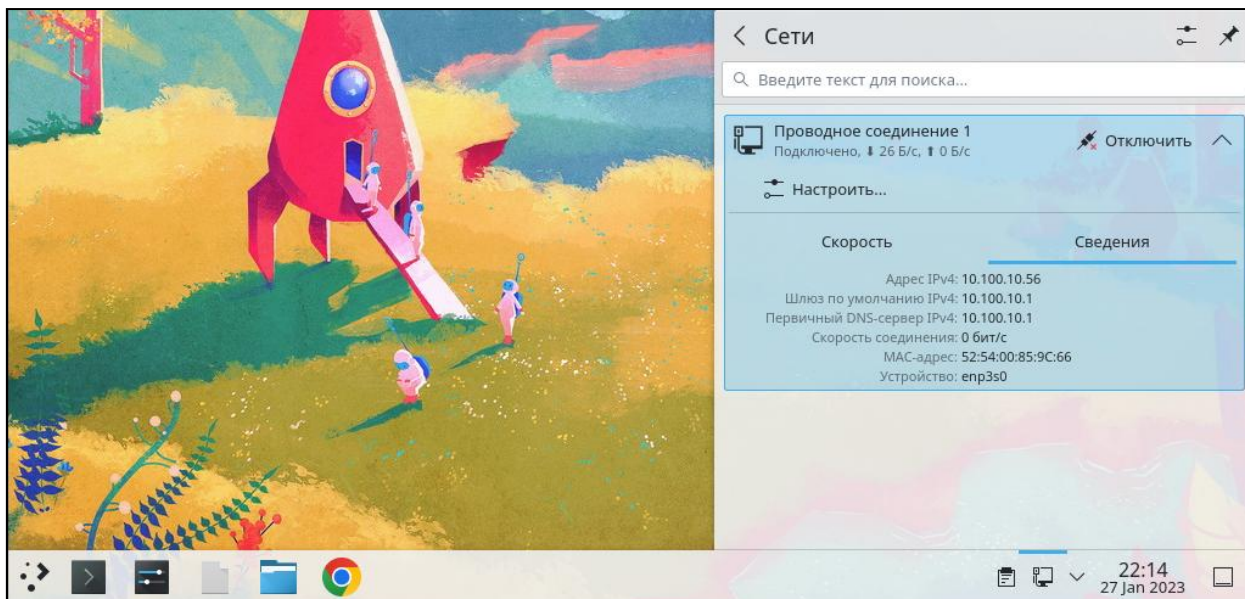 Сети
Введите текст для поиска...
Проводное соединение 1
Подключено, ⬇ 26 Б/с, ⬆ 0 Б/с
Отключить
Настроить...
Скорость
Сведения
Адрес IPv4: 10.100.10.56
Шлюз по умолчанию IPv4: 10.100.10.1
Первичный DNS-сервер IPv4: 10.100.10.1
Скорость соединения: 0 бит/с
MAC-адрес: 52:54:00:85:9C:66
Устройство: enp3s0
22:14
27 Jan 2023